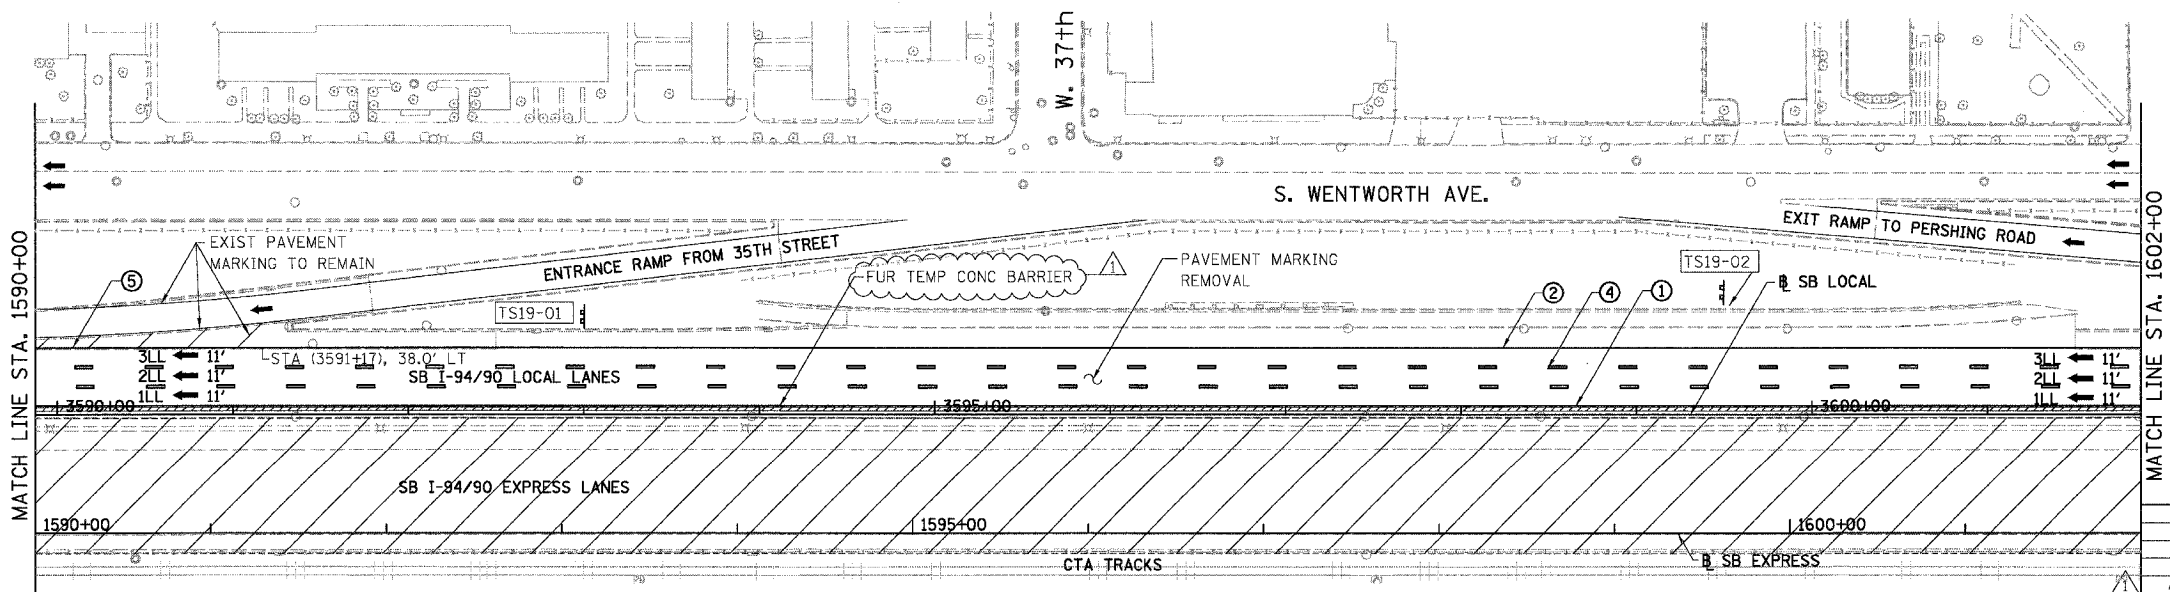 W. 37th
S. WENTWORTH AVE.
MATCH LINE STA. 1590+00
MATCH LINE STA. 1602+00
EXIST PAVEMENT
MARKING TO REMAIN
ENTRANCE RAMP FROM 35TH STREET
EXIT RAMP TO PERSHING ROAD
FUR TEMP CONC BARRIER
1
PAVEMENT MARKING
REMOVAL
TS19-01
TS19-02
℄ SB LOCAL
5
2
4
1
STA (3591+17), 38.0' LT
3LL 11'
2LL 11'
1LL 11'
SB I-94/90 LOCAL LANES
3LL 11'
2LL 11'
1LL 11'
3590+00
3595+00
3600+00
SB I-94/90 EXPRESS LANES
1590+00
1595+00
1600+00
CTA TRACKS
℄ SB EXPRESS
1